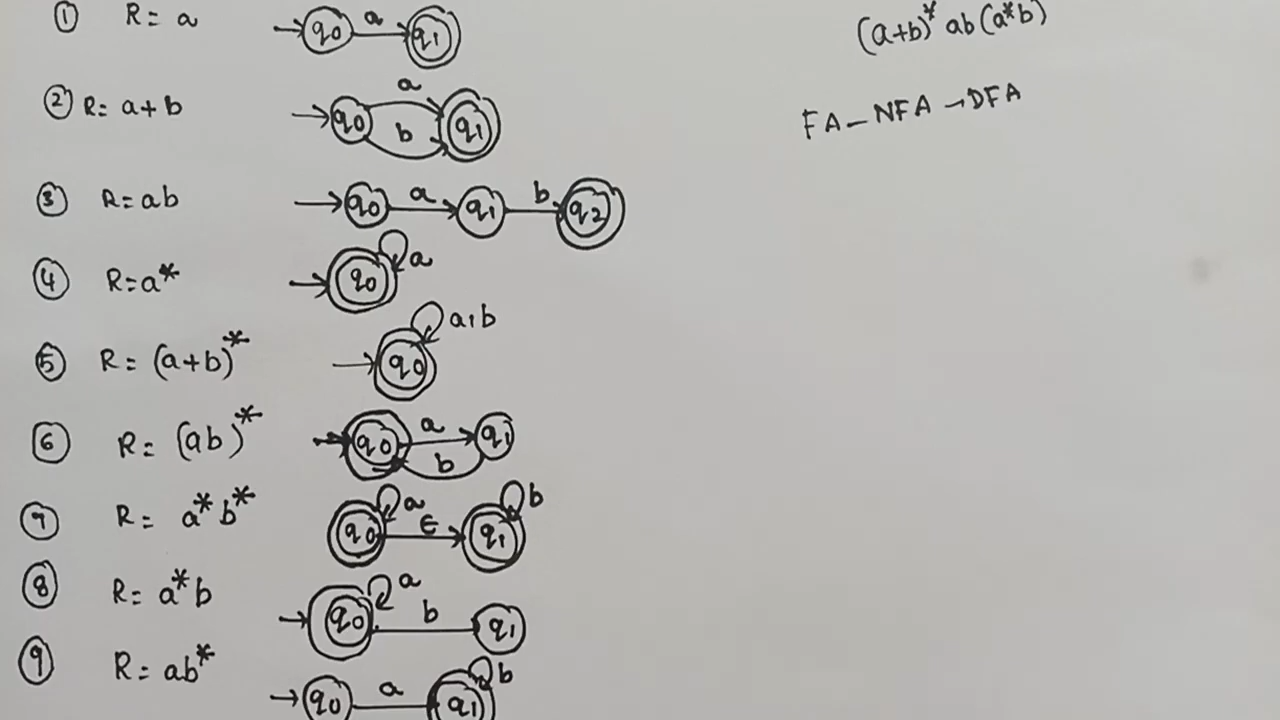 ① R = a → q0 a q1
(a+b)* ab (a*b)
② R= a+b → q0 a b q1
FA – NFA → DFA
③ R= ab → q0 a q1 b q2
④ R=a* → q0 a
⑤ R= (a+b)* → q0 a,b
⑥ R= (ab)* → q0 a q1 b
⑦ R= a*b* q0 a ε q1 b
⑧ R= a*b → q0 a b q1
⑨ R= ab* → q0 a q1 b